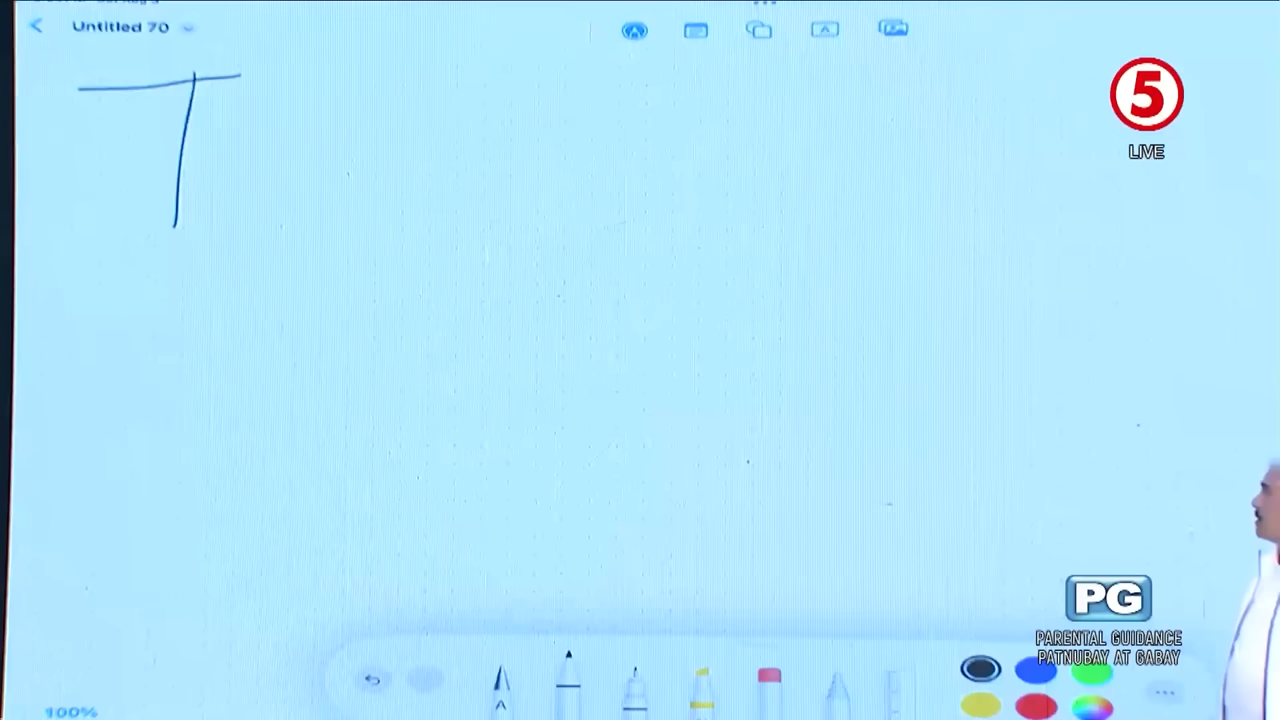 Untitled 70
T
5
LIVE
PG
PARENTAL GUIDANCE
PATNUBAY AT GABAY
100%